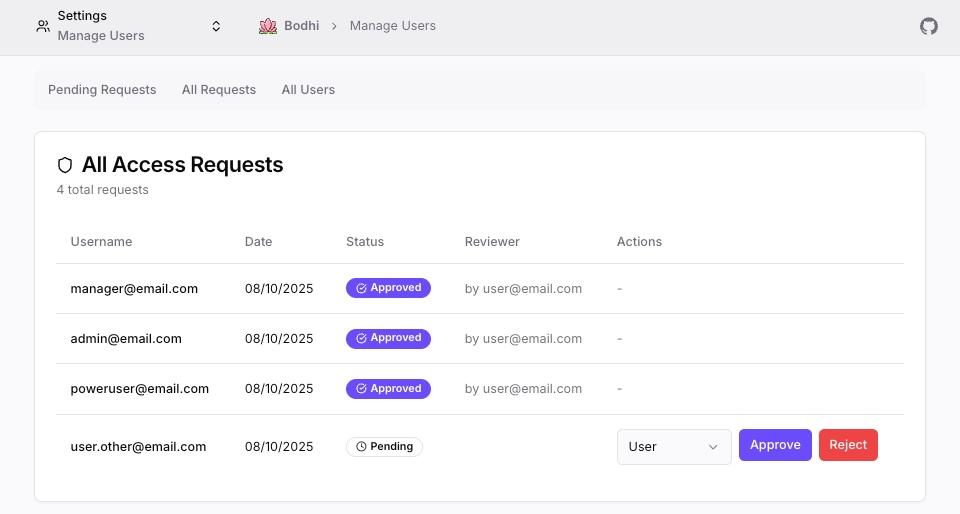 Settings
Manage Users
Bodhi > Manage Users
Pending Requests All Requests All Users
All Access Requests
4 total requests
Username Date Status Reviewer Actions
manager@email.com 08/10/2025 Approved by user@email.com -
admin@email.com 08/10/2025 Approved by user@email.com -
poweruser@email.com 08/10/2025 Approved by user@email.com -
user.other@email.com 08/10/2025 Pending User Approve Reject